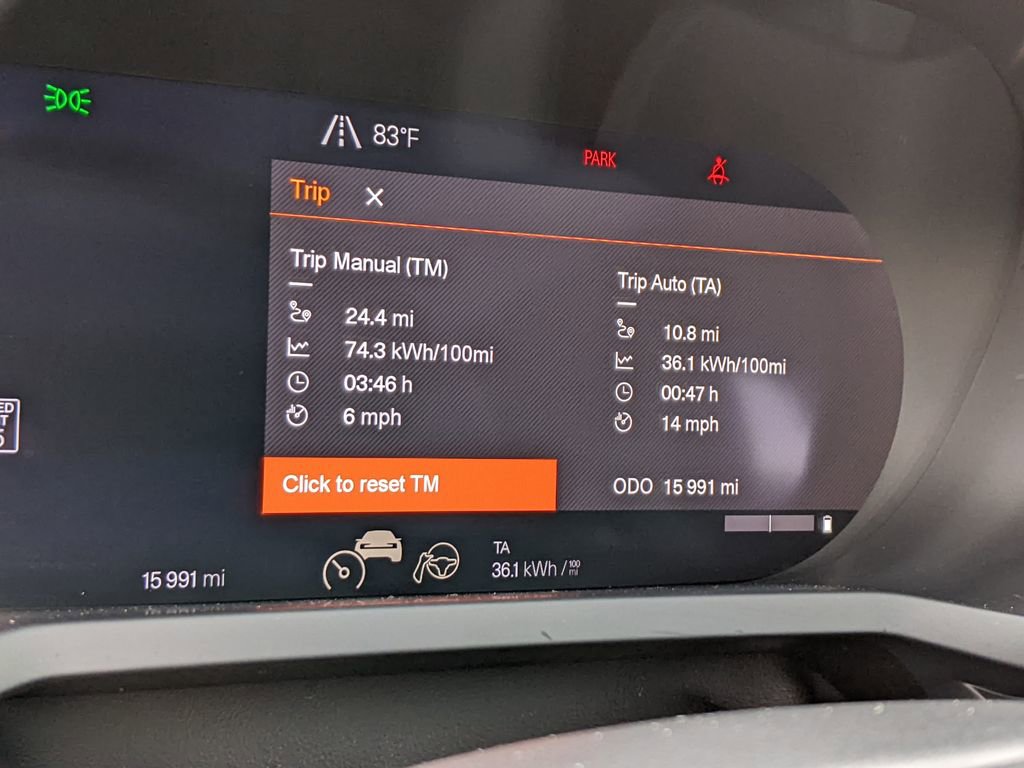 83°F
PARK
Trip
Trip Manual (TM)
24.4 mi
74.3 kWh/100mi
03:46 h
6 mph
Click to reset TM
Trip Auto (TA)
10.8 mi
36.1 kWh/100mi
00:47 h
14 mph
ODO 15 991 mi
15 991 mi
TA
36.1 kWh / 100 mi